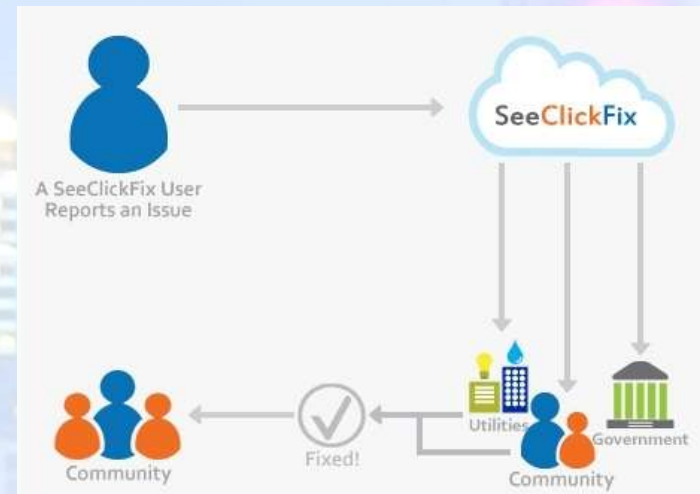 SeeClickFix
A SeeClickFix User
Reports an Issue
Utilities
Government
Community
Fixed!
Community